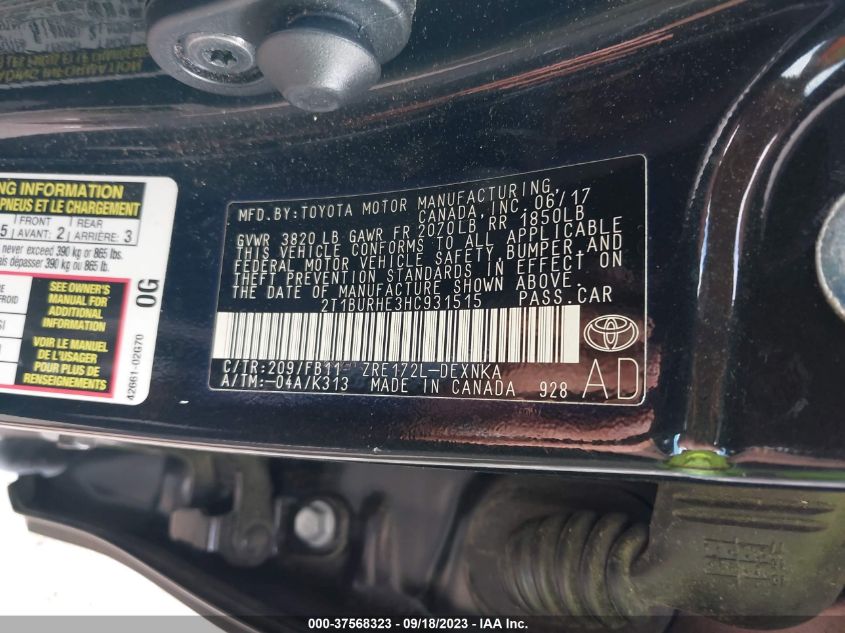 NG INFORMATION
PNEUS ET LE CHARGEMENT
5 FRONT 2 REAR 3
AVANT: ARRIÈRE:
never exceed 390 kg or 865 lbs.
ais dépasser 390 kg ou 865 lb.
SEE OWNER'S
MANUAL FOR
ADDITIONAL
INFORMATION
VOIR LE MANUEL
DE L'USAGER
POUR PLUS DE
RENSEIGNEMENTS
0G
42661-02G70
MFD. BY: TOYOTA MOTOR MANUFACTURING,
CANADA, INC. 06/17
GVWR 3820 LB GAWR FR 2070LB RR 1850LB
THIS VEHICLE CONFORMS TO ALL APPLICABLE
FEDERAL MOTOR VEHICLE SAFETY, BUMPER, AND
THEFT PREVENTION STANDARDS IN EFFECT ON
THE DATE OF MANUFACTURE SHOWN ABOVE.
2T1BURHE3HC931515 PASS.CAR
C/TR: 209/FB11 ZRE172L-DEXNKA
A/TM: -04A/K313 MADE IN CANADA 928
AD
000-37568323 - 09/18/2023 - IAA Inc.